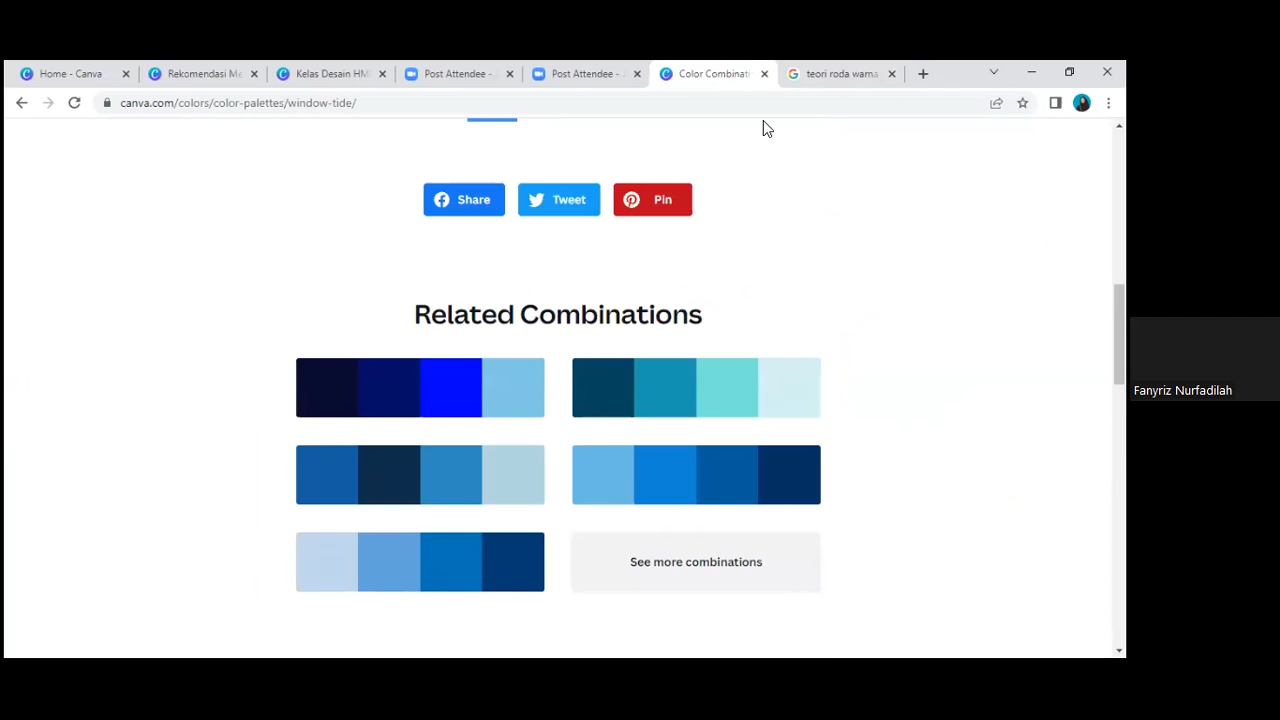 Home - Canva
Rekomendasi Me
Kelas Desain HM
Post Attendee -
Post Attendee -
Color Combinati
teori roda warna
canva.com/colors/color-palettes/window-tide/
Share
Tweet
Pin
Related Combinations
Fanyriz Nurfadilah
See more combinations